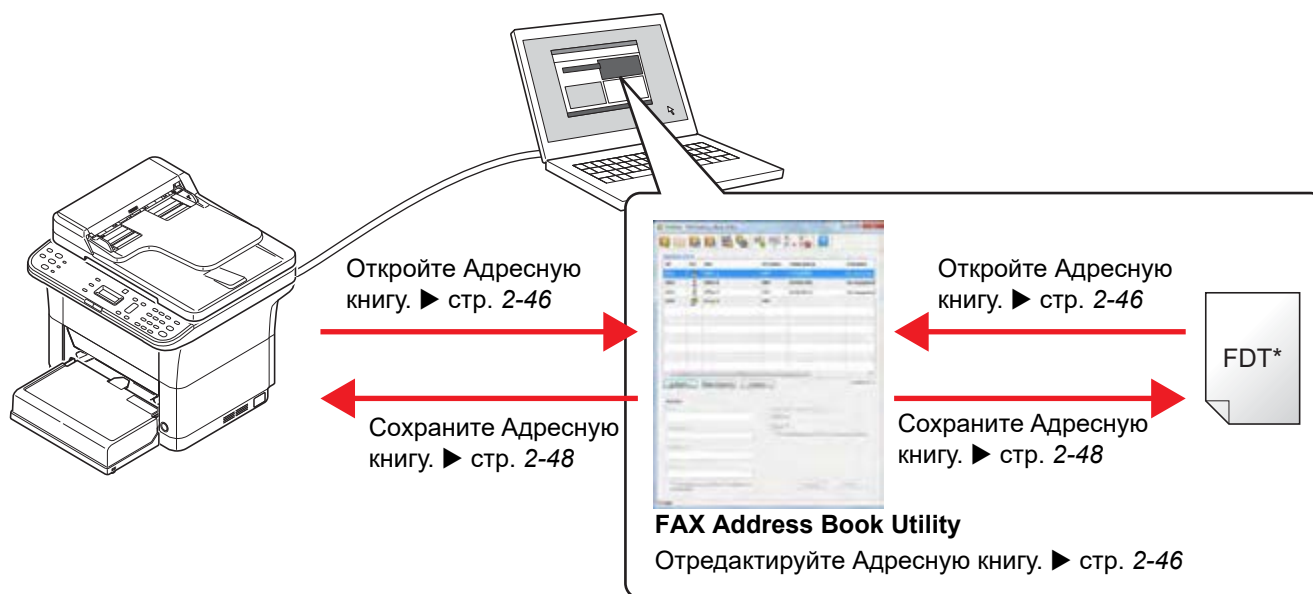 Откройте Адресную
книгу. ▶ стр. 2-46
Сохраните Адресную
книгу. ▶ стр. 2-48
Откройте Адресную
книгу. ▶ стр. 2-46
Сохраните Адресную
книгу. ▶ стр. 2-48
FDT*
FAX Address Book Utility
Отредактируйте Адресную книгу. ▶ стр. 2-46